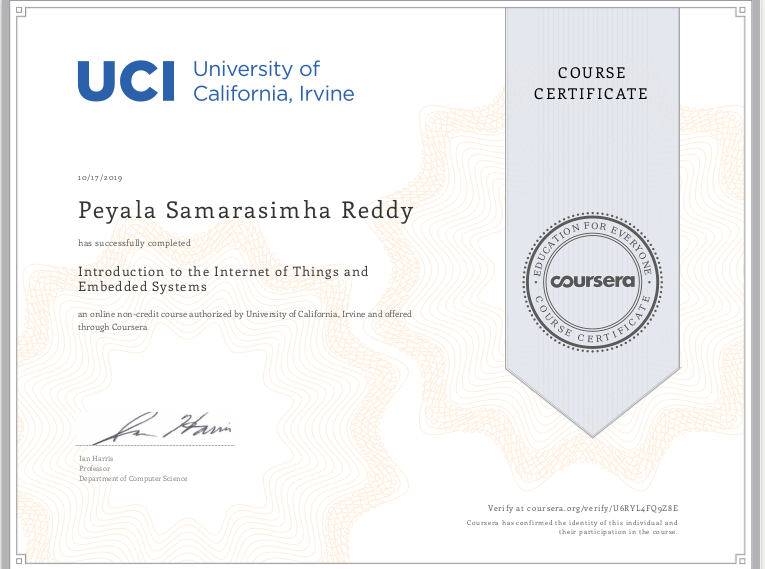 UCI University of
California, Irvine
COURSE
CERTIFICATE
10/17/2019
Peyala Samarasimha Reddy
has successfully completed
Introduction to the Internet of Things and
Embedded Systems
an online non-credit course authorized by University of California, Irvine and offered
through Coursera
EDUCATION FOR EVERYONE
coursera
COURSE CERTIFICATE
Ian Harris
Ian Harris
Professor
Department of Computer Science
Verify at coursera.org/verify/U6RYL4FQ9Z8E
Coursera has confirmed the identity of this individual and
their participation in the course.